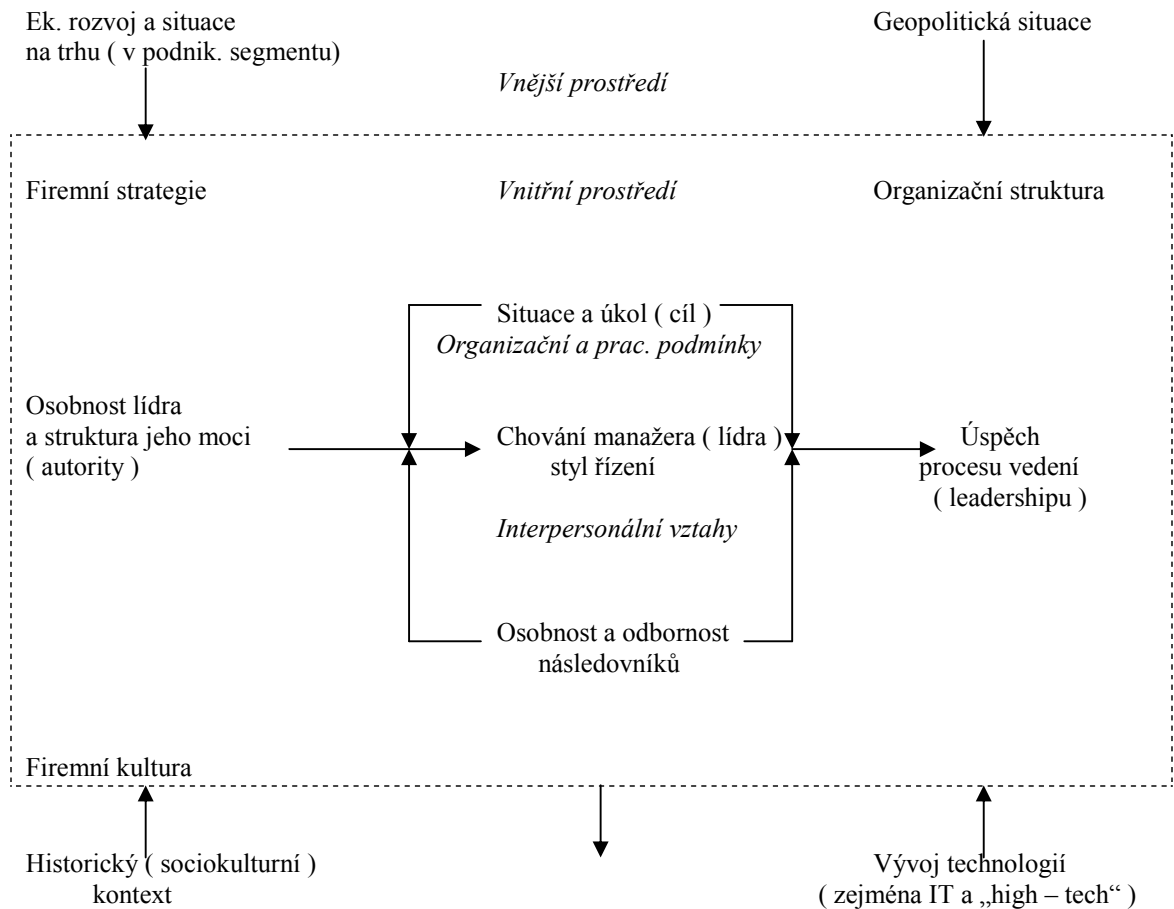 Ek. rozvoj a situace
na trhu ( v podnik. segmentu)
Geopolitická situace
Vnější prostředí
Firemní strategie
Vnitřní prostředí
Organizační struktura
Situace a úkol ( cíl )
Organizační a prac. podmínky
Osobnost lídra
a struktura jeho moci
( autority )
Chování manažera ( lídra )
styl řízení
Úspěch
procesu vedení
( leadershipu )
Interpersonální vztahy
Osobnost a odbornost
následovníků
Firemní kultura
Historický ( sociokulturní )
kontext
Vývoj technologií
( zejména IT a „high – tech“ )